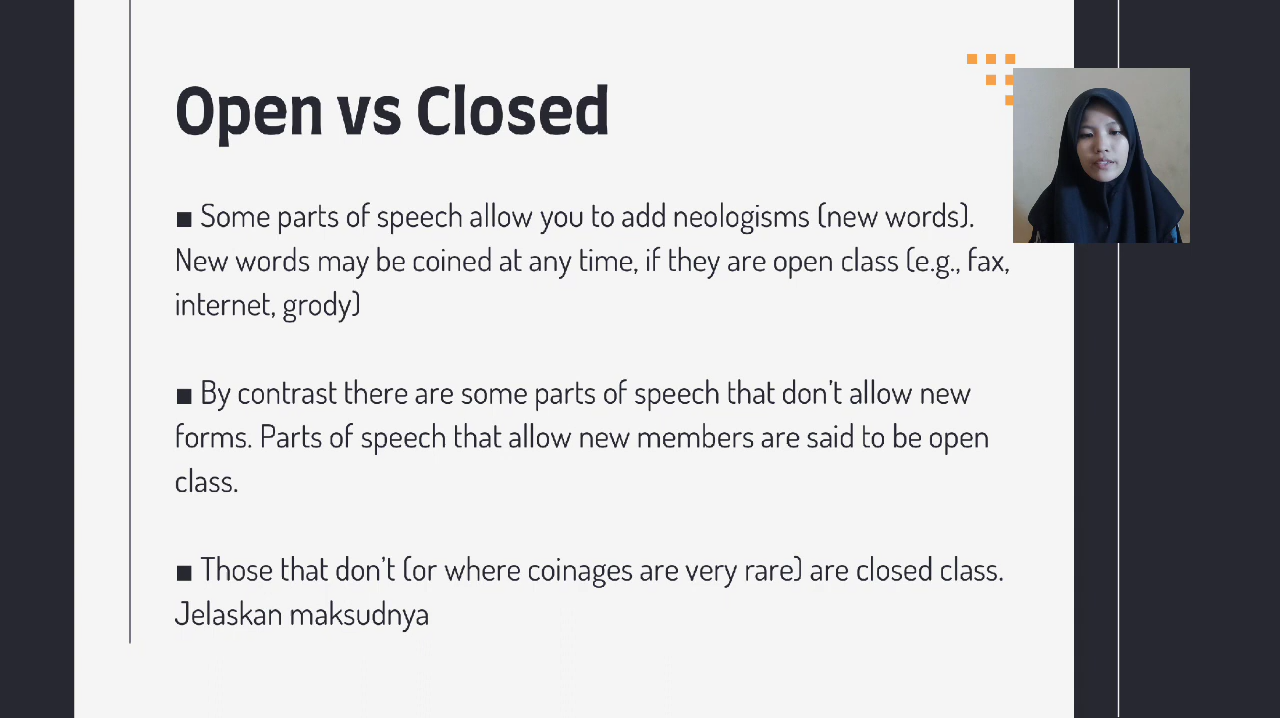 Open vs Closed
■ Some parts of speech allow you to add neologisms (new words).
New words may be coined at any time, if they are open class (e.g., fax,
internet, grody)
■ By contrast there are some parts of speech that don't allow new
forms. Parts of speech that allow new members are said to be open
class.
■ Those that don't (or where coinages are very rare) are closed class.
Jelaskan maksudnya